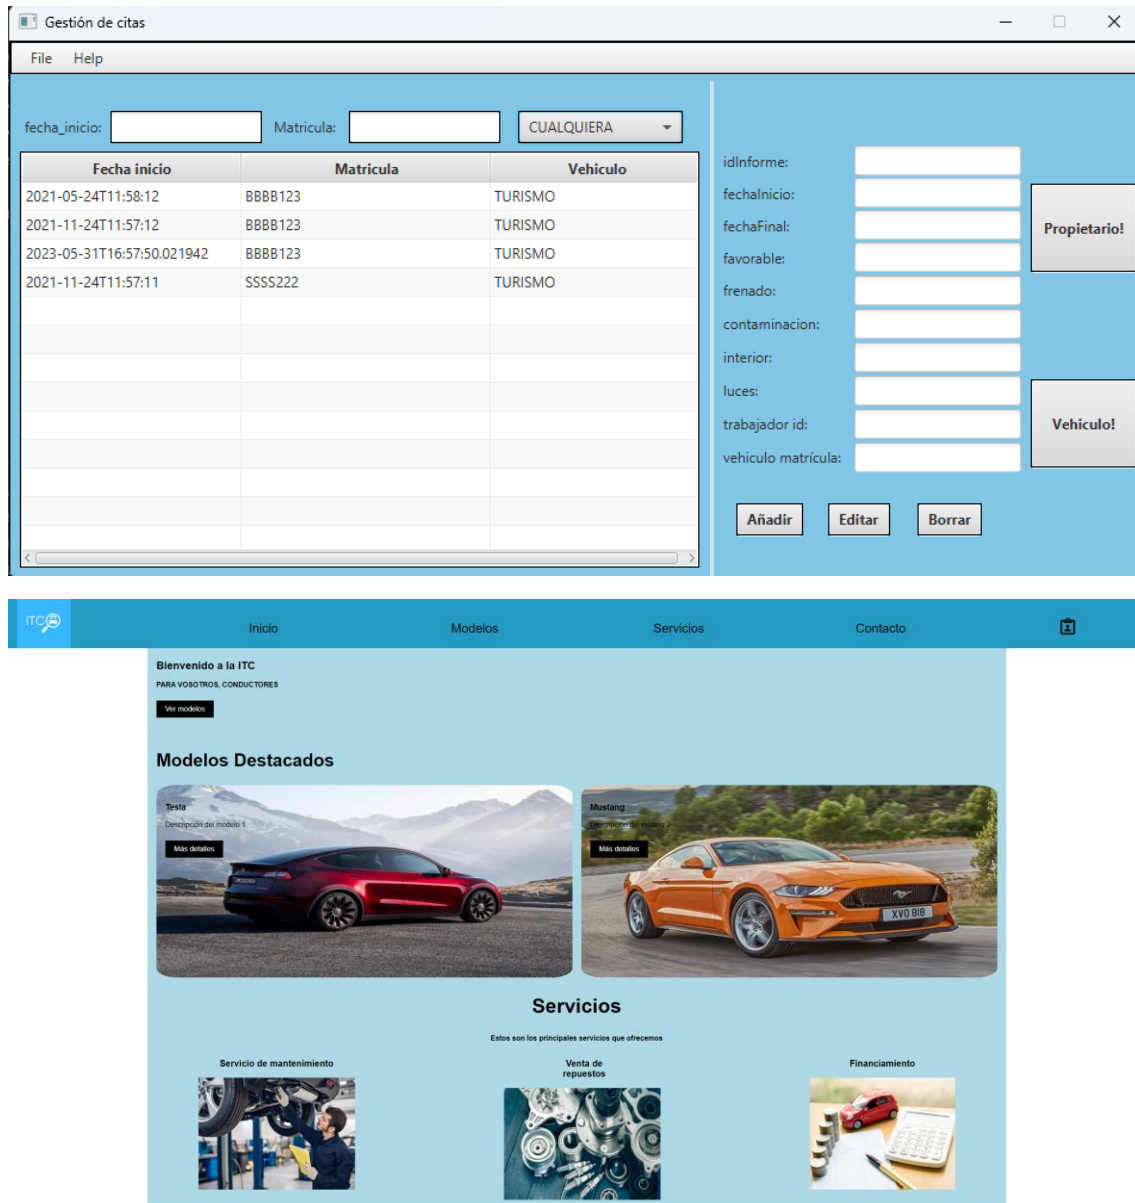 Gestión de citas
File Help
fecha_inicio: Matricula: CUALQUIERA
Fecha inicio Matricula Vehiculo
2021-05-24T11:58:12 BBBB123 TURISMO
2021-11-24T11:57:12 BBBB123 TURISMO
2023-05-31T16:57:50.021942 BBBB123 TURISMO
2021-11-24T11:57:11 SSSS222 TURISMO
idInforme:
fechaInicio:
fechaFinal:
favorable:
frenado:
contaminacion:
interior:
luces:
trabajador id:
vehiculo matrícula:
Propietario!
Vehiculo!
Añadir Editar Borrar
ITC
Inicio Modelos Servicios Contacto
Bienvenido a la ITC
PARA VOSOTROS, CONDUCTORES
Ver modelos
Modelos Destacados
Tesla
Descripción del modelo 1
Más detalles
Mustang
Descripción del modelo 2
Más detalles
XVO 818
Servicios
Estos son los principales servicios que ofrecemos
Servicio de mantenimiento
Venta de
repuestos
Financiamiento